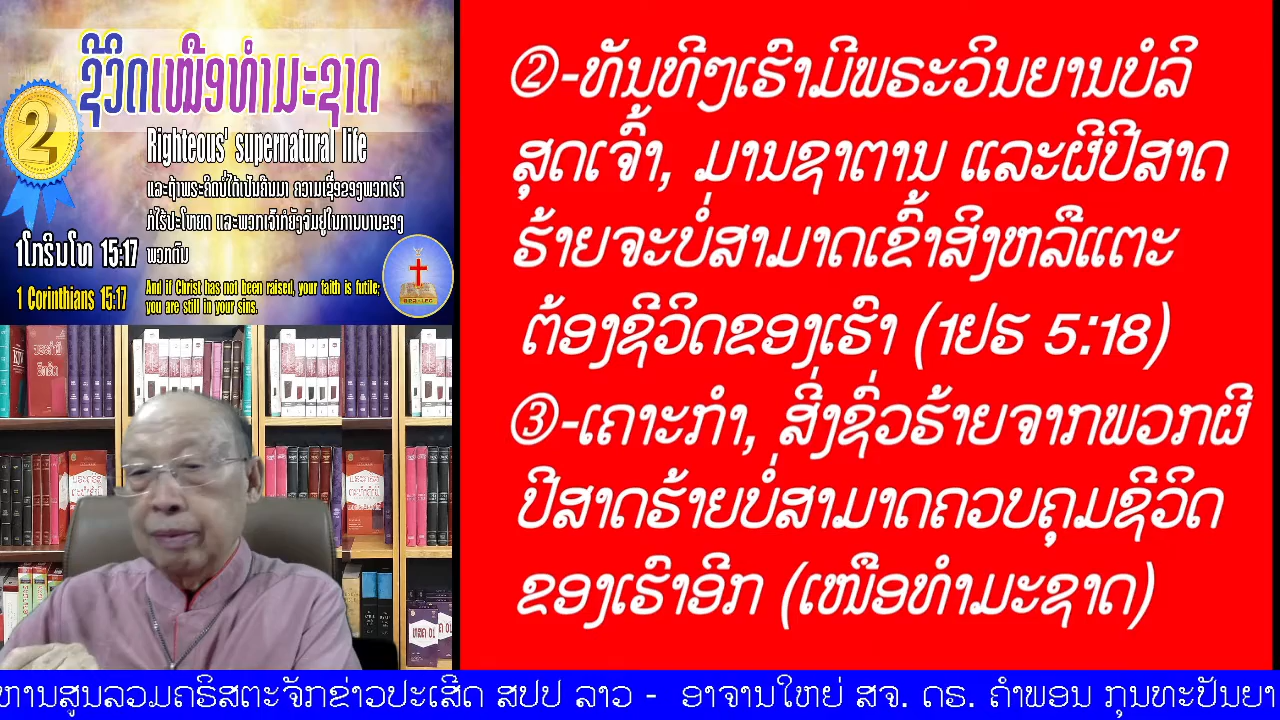 2
ຊີວິດເໜືອທຳມະຊາດ
Righteous' supernatural life
ແລະຖ້າພຣະຄຣິດບໍ່ໄດ້ເປັນຄືນມາ ຄວາມເຊື່ອຂອງພວກເຮົາ
ກໍໄຮ້ປະໂຫຍດ ແລະພວກເຈົ້າກໍຍັງຈົມຢູ່ໃນການບາບຂອງ
1ໂກຣິນໂທ 15:17 ພວກຕົນ
1 Corinthians 15:17
And if Christ has not been raised, your faith is futile;
you are still in your sins.
②-ທັນທີໆເຮົາມີພຣະວິນຍານບໍລິ
ສຸດເຈົ້າ, ມານຊາຕານ ແລະຜີປີສາດ
ຮ້າຍຈະບໍ່ສາມາດເຂົ້າສິງຫລືແຕະ
ຕ້ອງຊີວິດຂອງເຮົາ (1ຢຮ 5:18)
③-ເຄາະກຳ, ສິ່ງຊົ່ວຮ້າຍຈາກພວກຜີ
ປີສາດຮ້າຍບໍ່ສາມາດຄວບຄຸມຊີວິດ
ຂອງເຮົາອີກ (ເໜືອທຳມະຊາດ)
ຫານສູນລວມຄຣິສຕະຈັກຂ່າວປະເສີດ ສປປ ລາວ - ອາຈານໃຫຍ່ ສຈ. ດຣ. ຄຳພອນ ກຸນທະປັນຍາ